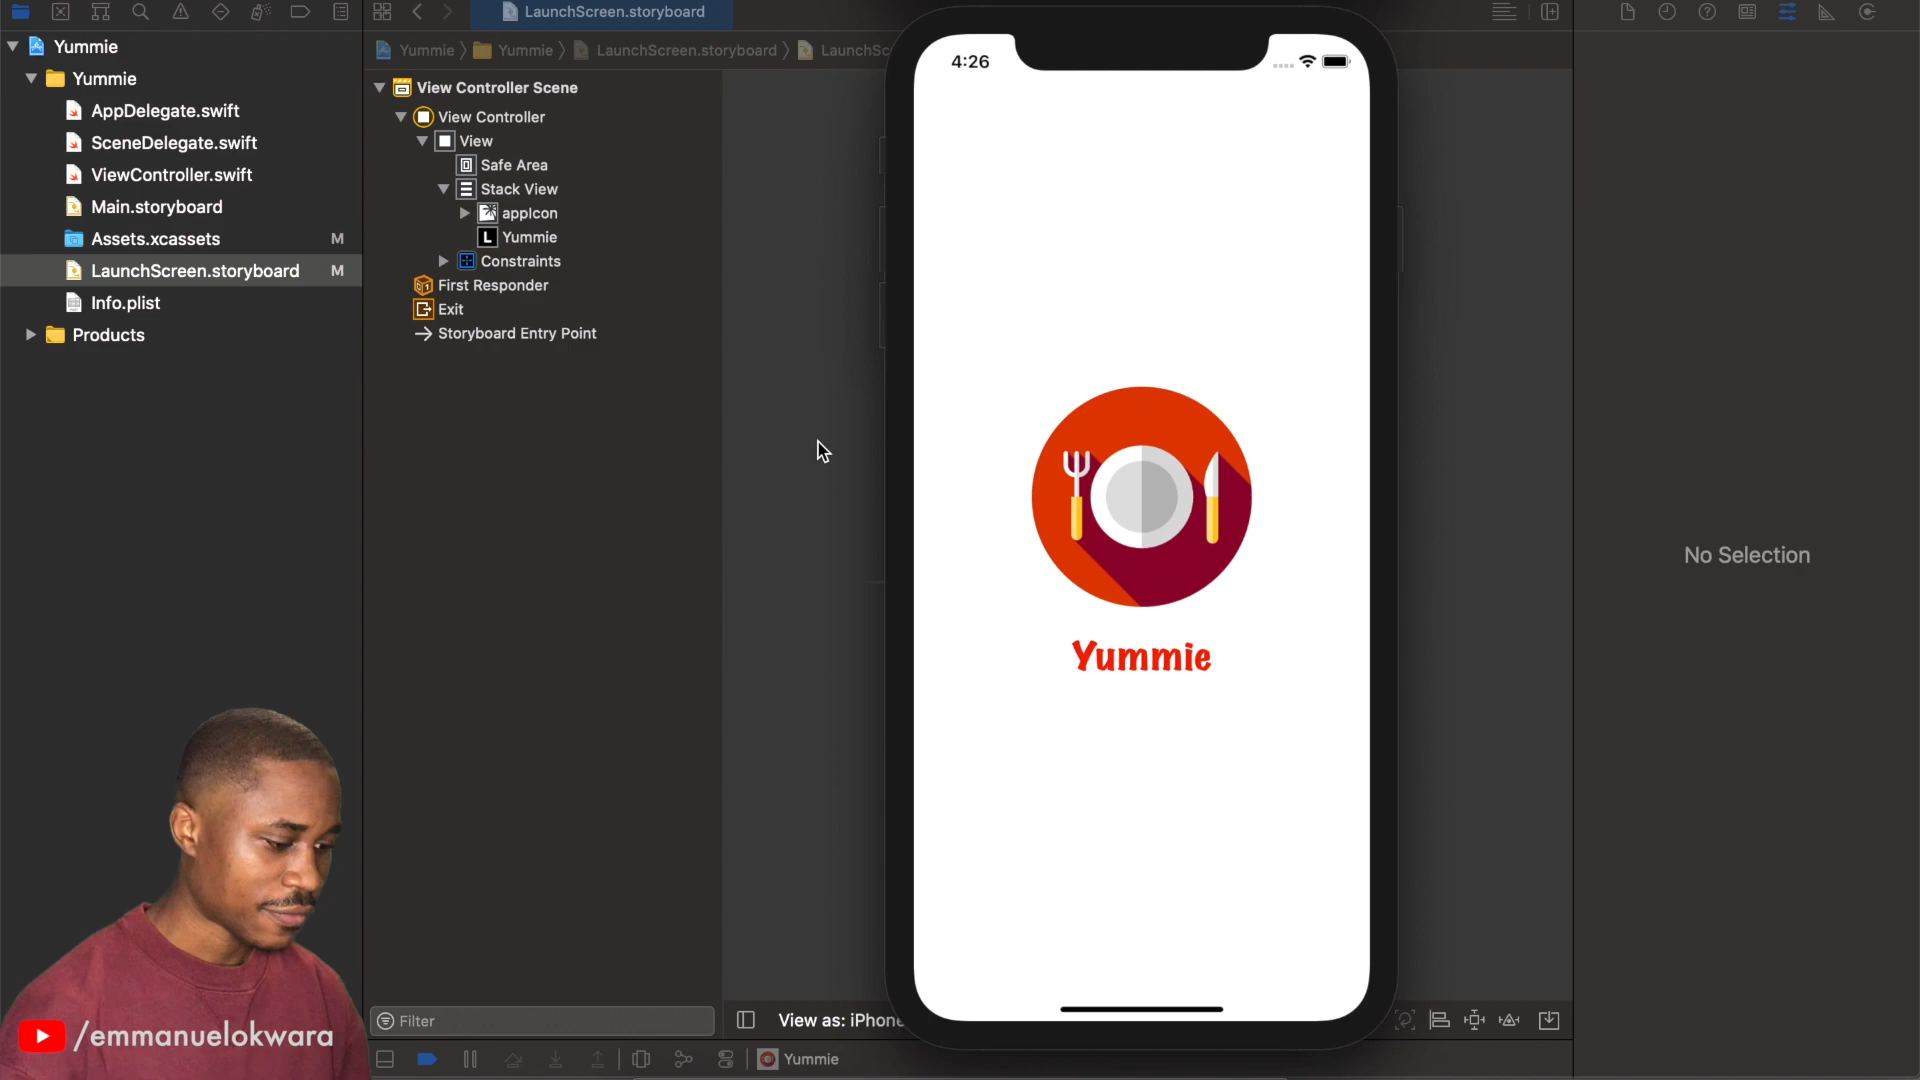 LaunchScreen.storyboard
Yummie
Yummie
AppDelegate.swift
SceneDelegate.swift
ViewController.swift
Main.storyboard
Assets.xcassets M
LaunchScreen.storyboard M
Info.plist
Products
Yummie Yummie LaunchScreen.storyboard LaunchSc
View Controller Scene
View Controller
View
Safe Area
Stack View
appIcon
L Yummie
Constraints
First Responder
Exit
Storyboard Entry Point
4:26
Yummie
No Selection
Filter
View as: iPhone
Yummie
/emmanuelokwara